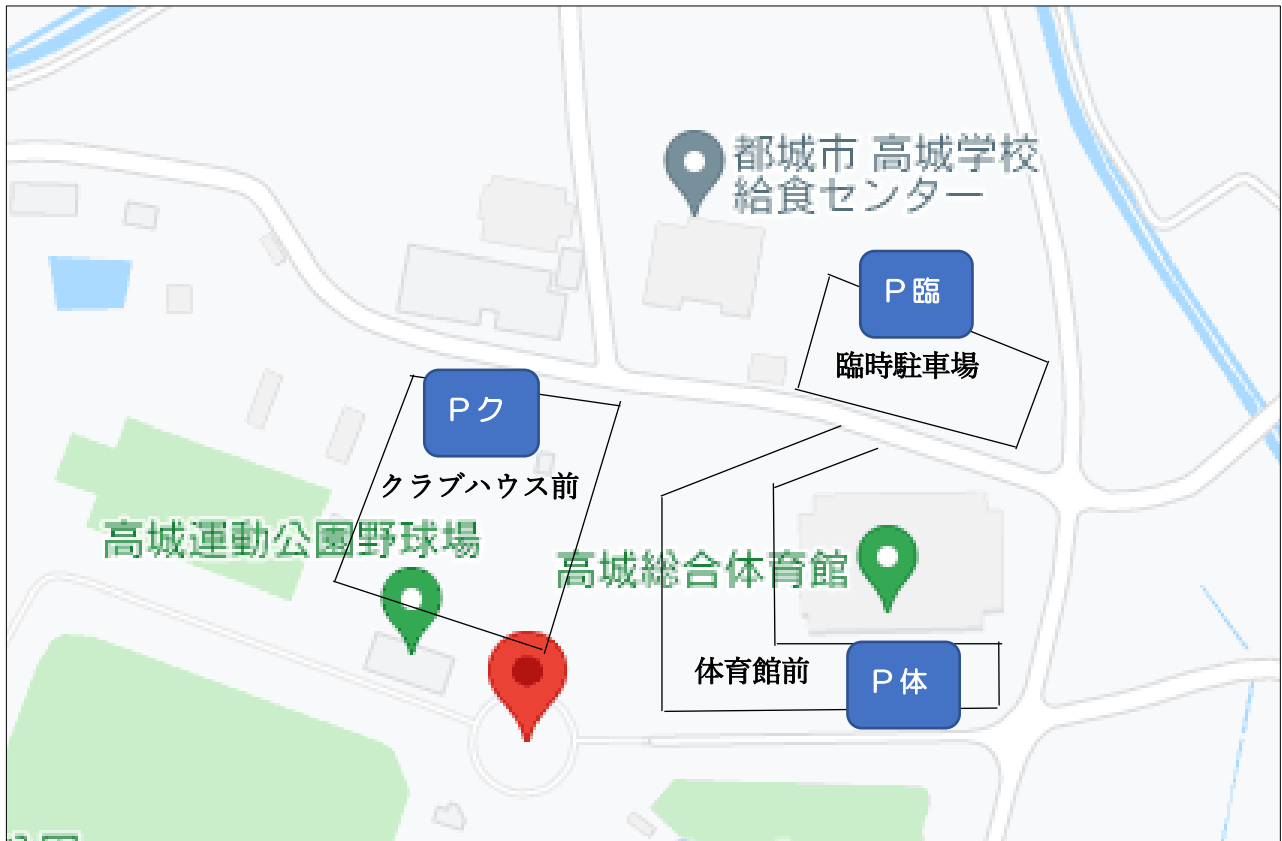 都城市 高城学校
給食センター
P臨
臨時駐車場
Pク
クラブハウス前
高城運動公園野球場
高城総合体育館
体育館前
P体